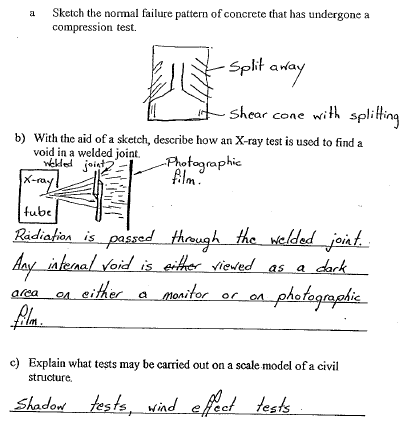 a Sketch the normal failure pattern of concrete that has undergone a
compression test.
Split away
Shear cone with splitting
b) With the aid of a sketch, describe how an X-ray test is used to find a
void in a welded joint.
welded joint
Photographic
film.
X-ray
tube
Radiation is passed through the welded joint.
Any internal void is either viewed as a dark
area on either a monitor or on photographic
film.
c) Explain what tests may be carried out on a scale model of a civil
structure.
Shadow tests, wind effect tests